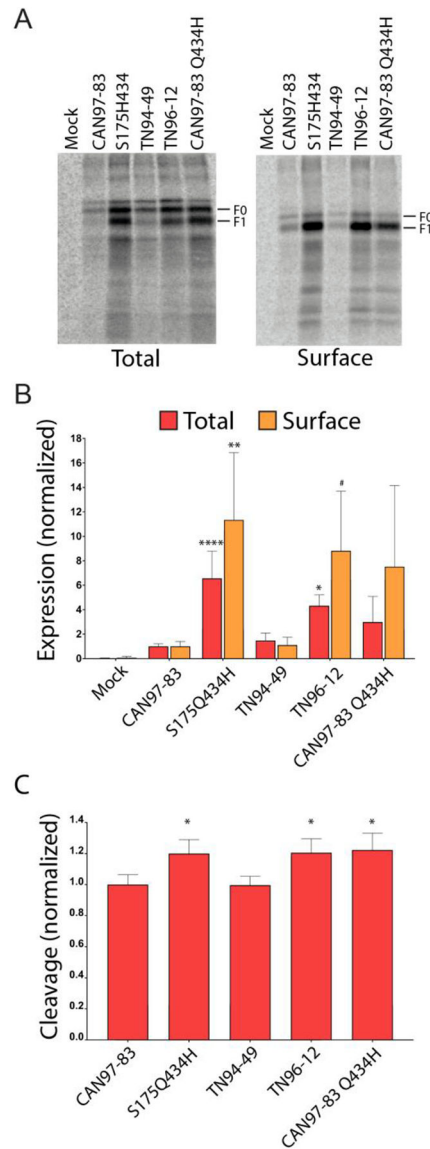 A
Mock
CAN97-83
S175H434
TN94-49
TN96-12
CAN97-83 Q434H
Mock
CAN97-83
S175H434
TN94-49
TN96-12
CAN97-83 Q434H
F0
F1
F0
F1
Total
Surface
B
Total
Surface
Expression (normalized)
18
16
14
12
10
8
6
4
2
0
****
**
*
#
Mock
CAN97-83
S175Q434H
TN94-49
TN96-12
CAN97-83 Q434H
C
Cleavage (normalized)
1.4
1.2
1.0
0.8
0.6
0.4
0.2
0.0
*
*
*
CAN97-83
S175Q434H
TN94-49
TN96-12
CAN97-83 Q434H